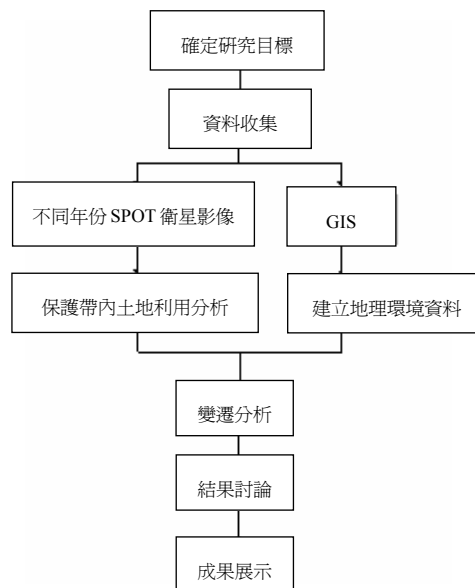 確定研究目標
資料收集
不同年份 SPOT 衛星影像
GIS
保護帶內土地利用分析
建立地理環境資料
變遷分析
結果討論
成果展示